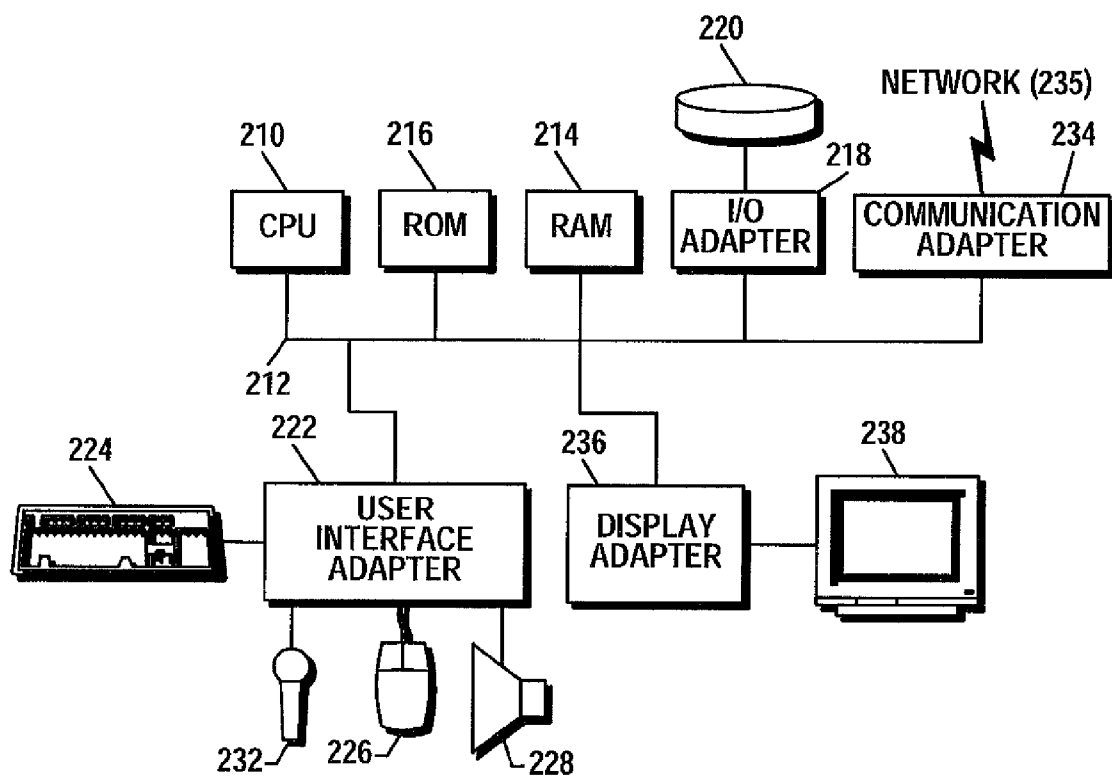 220
NETWORK (235)
210
216
214
218
234
CPU
ROM
RAM
I/O
ADAPTER
COMMUNICATION
ADAPTER
212
222
224
236
238
USER
INTERFACE
ADAPTER
DISPLAY
ADAPTER
232
226
228